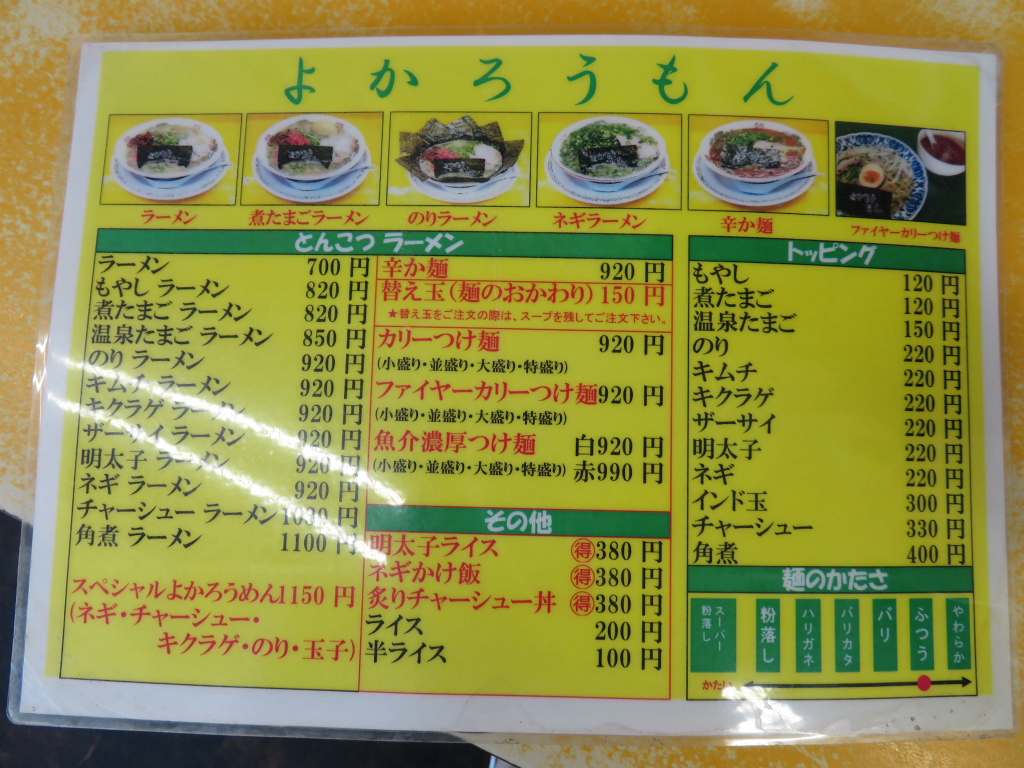 よかろうもん
ラーメン
煮たまごラーメン
のりラーメン
ネギラーメン
辛か麺
ファイヤーカリーつけ麺
とんこつ ラーメン
ラーメン 700 円
もやし ラーメン 820 円
煮たまご ラーメン 820 円
温泉たまご ラーメン 850 円
のり ラーメン 920 円
キムチ ラーメン 920 円
キクラゲ ラーメン 920 円
ザーサイ ラーメン 920 円
明太子 ラーメン 920 円
ネギ ラーメン 920 円
チャーシュー ラーメン 1030 円
角煮 ラーメン 1100 円
スペシャルよかろうめん1150 円
(ネギ・チャーシュー・
キクラゲ・のり・玉子)
辛か麺 920 円
替え玉(麺のおかわり) 150 円
★替え玉をご注文の際は、スープを残してご注文下さい。
カリーつけ麺 920 円
(小盛り・並盛り・大盛り・特盛り)
ファイヤーカリーつけ麺920 円
(小盛り・並盛り・大盛り・特盛り)
魚介濃厚つけ麺 白920 円
(小盛り・並盛り・大盛り・特盛り) 赤990 円
その他
明太子ライス 得380 円
ネギかけ飯 得380 円
炙りチャーシュー丼 得380 円
ライス 200 円
半ライス 100 円
トッピング
もやし 120 円
煮たまご 120 円
温泉たまご 150 円
のり 220 円
キムチ 220 円
キクラゲ 220 円
ザーサイ 220 円
明太子 220 円
ネギ 220 円
インド玉 300 円
チャーシュー 330 円
角煮 400 円
麺のかたさ
スーパー
粉落し
粉落し
ハリガネ
バリカタ
バリ
ふつう
やわらか
かたい